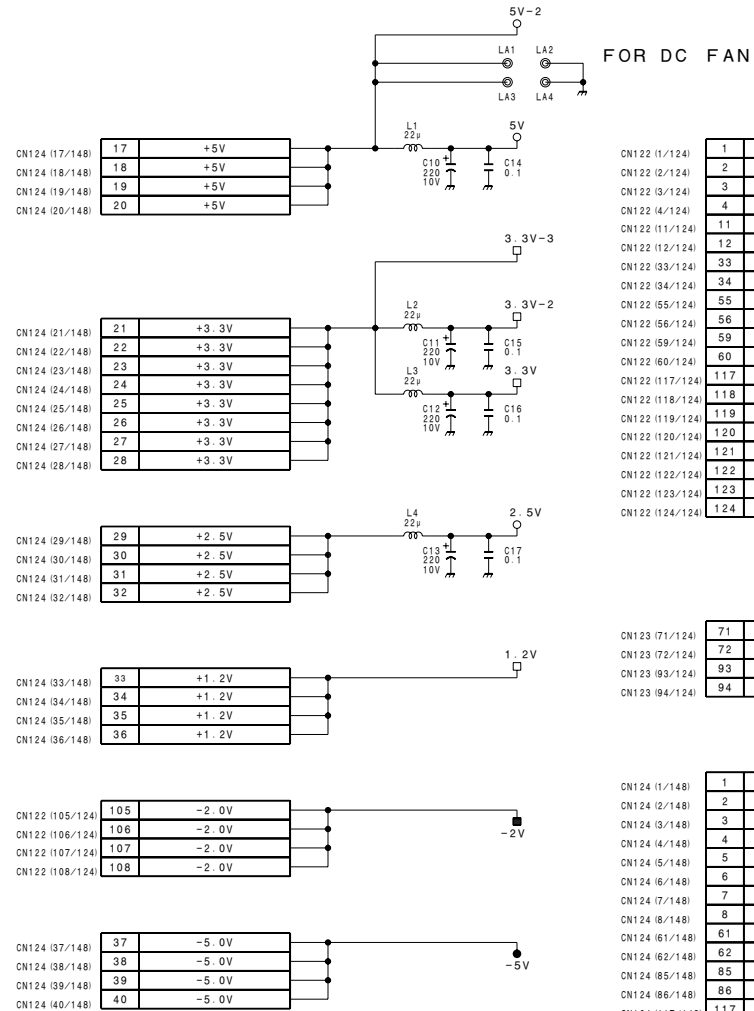 5V-2
LA1 LA2
FOR DC FAN
LA3 LA4
L1
22μ
5V
C10 +
220
10V
C14
0.1
CN124 (17/148) 17 +5V
CN124 (18/148) 18 +5V
CN124 (19/148) 19 +5V
CN124 (20/148) 20 +5V
3.3V-3
L2
22μ
3.3V-2
C11 +
220
10V
C15
0.1
L3
22μ
3.3V
C12 +
220
10V
C16
0.1
CN124 (21/148) 21 +3.3V
CN124 (22/148) 22 +3.3V
CN124 (23/148) 23 +3.3V
CN124 (24/148) 24 +3.3V
CN124 (25/148) 25 +3.3V
CN124 (26/148) 26 +3.3V
CN124 (27/148) 27 +3.3V
CN124 (28/148) 28 +3.3V
L4
22μ
2.5V
C13 +
220
10V
C17
0.1
CN124 (29/148) 29 +2.5V
CN124 (30/148) 30 +2.5V
CN124 (31/148) 31 +2.5V
CN124 (32/148) 32 +2.5V
1.2V
CN124 (33/148) 33 +1.2V
CN124 (34/148) 34 +1.2V
CN124 (35/148) 35 +1.2V
CN124 (36/148) 36 +1.2V
CN122 (105/124) 105 -2.0V
CN122 (106/124) 106 -2.0V
CN122 (107/124) 107 -2.0V
CN122 (108/124) 108 -2.0V
-2V
CN124 (37/148) 37 -5.0V
CN124 (38/148) 38 -5.0V
CN124 (39/148) 39 -5.0V
CN124 (40/148) 40 -5.0V
-5V
CN122 (1/124) 1
CN122 (2/124) 2
CN122 (3/124) 3
CN122 (4/124) 4
CN122 (11/124) 11
CN122 (12/124) 12
CN122 (33/124) 33
CN122 (34/124) 34
CN122 (55/124) 55
CN122 (56/124) 56
CN122 (59/124) 59
CN122 (60/124) 60
CN122 (117/124) 117
CN122 (118/124) 118
CN122 (119/124) 119
CN122 (120/124) 120
CN122 (121/124) 121
CN122 (122/124) 122
CN122 (123/124) 123
CN122 (124/124) 124
CN123 (71/124) 71
CN123 (72/124) 72
CN123 (93/124) 93
CN123 (94/124) 94
CN124 (1/148) 1
CN124 (2/148) 2
CN124 (3/148) 3
CN124 (4/148) 4
CN124 (5/148) 5
CN124 (6/148) 6
CN124 (7/148) 7
CN124 (8/148) 8
CN124 (61/148) 61
CN124 (62/148) 62
CN124 (85/148) 85
CN124 (86/148) 86
117